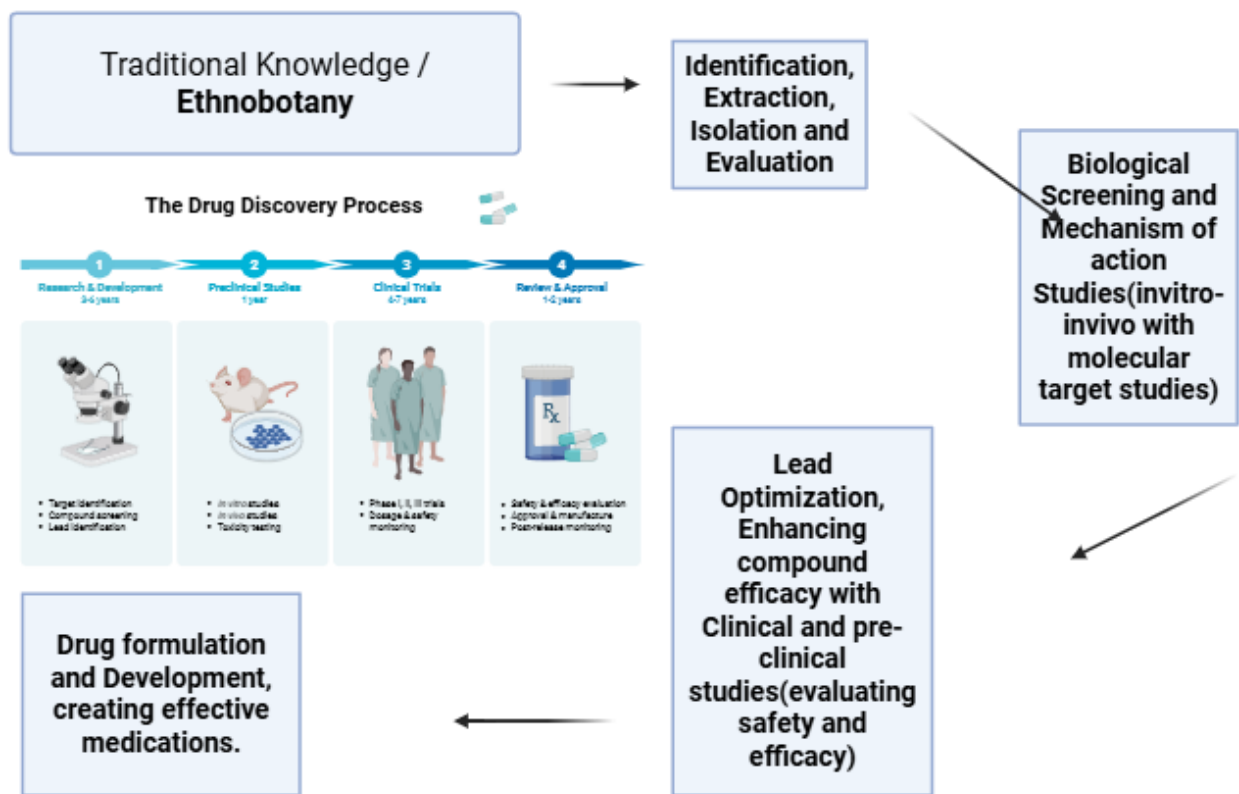 Traditional Knowledge /
Ethnobotany
Identification,
Extraction,
Isolation and
Evaluation
Biological
Screening and
Mechanism of
action
Studies(invitro-
invivo with
molecular
target studies)
The Drug Discovery Process
1
2
3
4
Research & Development
Preclinical Studies
Clinical Trials
Review & Approval
1 year
Rx
Target identification
Compound screening
Lead identification
In vitro studies
In vivo studies
Toxicity testing
Phase I, II, III trials
Dosage & safety
monitoring
Safety & efficacy evaluation
Approval & manufacture
Post-release monitoring
Lead
Optimization,
Enhancing
compound
efficacy with
Clinical and pre-
clinical
studies(evaluating
safety and
efficacy)
Drug formulation
and Development,
creating effective
medications.